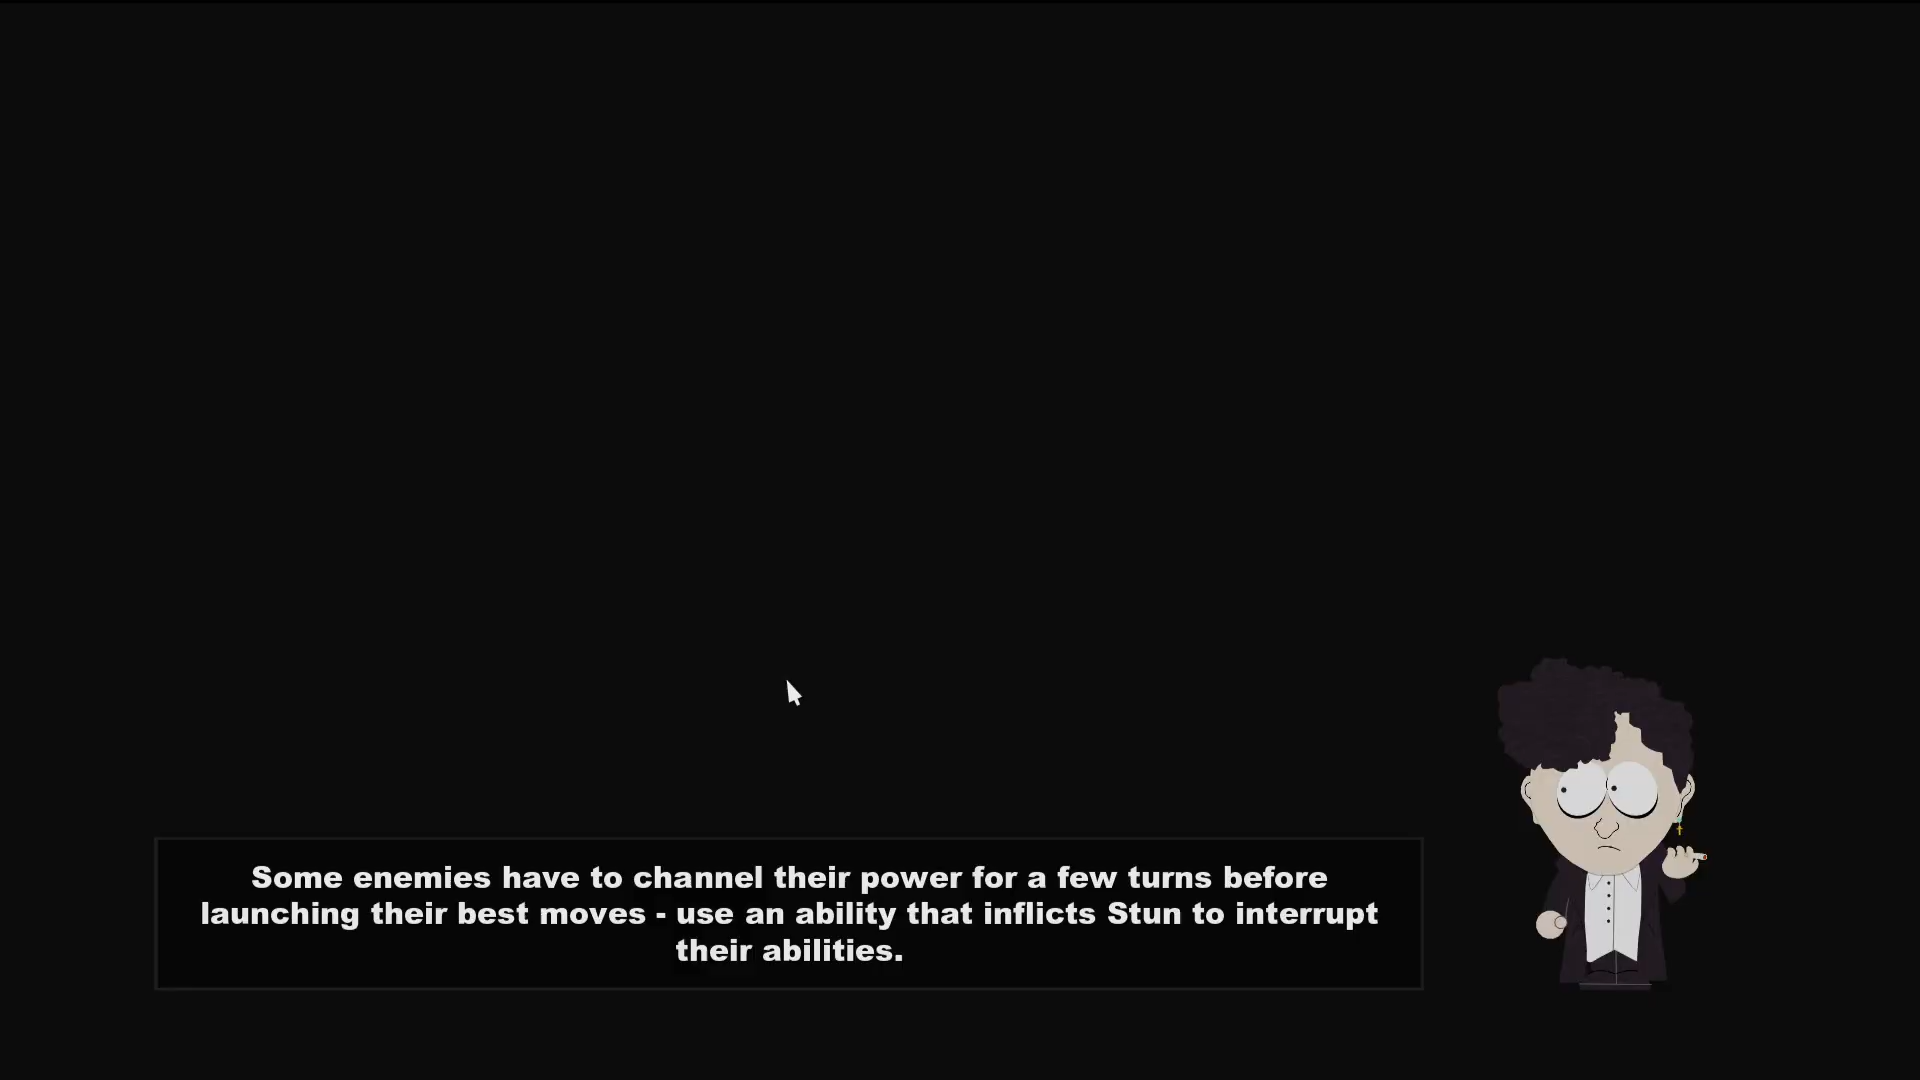 Some enemies have to channel their power for a few turns before
launching their best moves - use an ability that inflicts Stun to interrupt
their abilities.